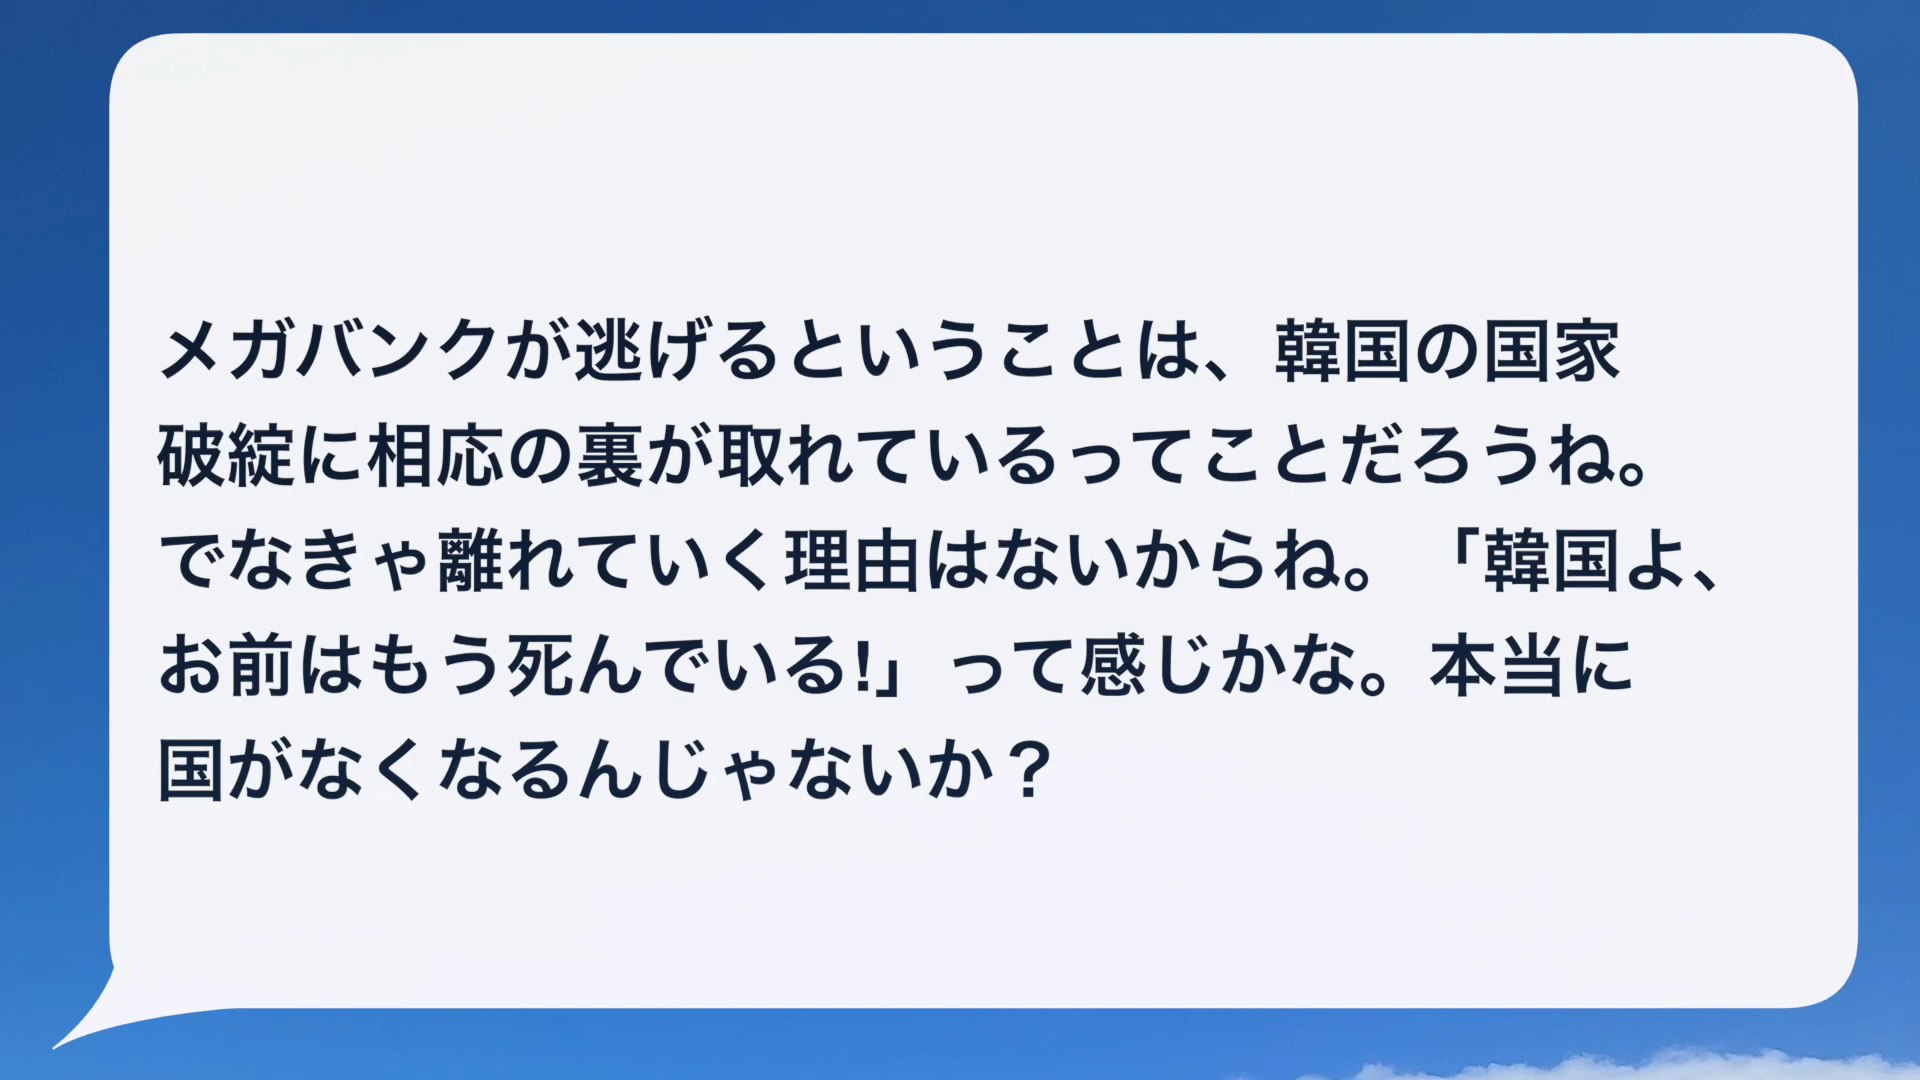 メガバンクが逃げるということは、韓国の国家
破綻に相応の裏が取れているってことだろうね。
でなきゃ離れていく理由はないからね。「韓国よ、
お前はもう死んでいる!」って感じかな。本当に
国がなくなるんじゃないか？